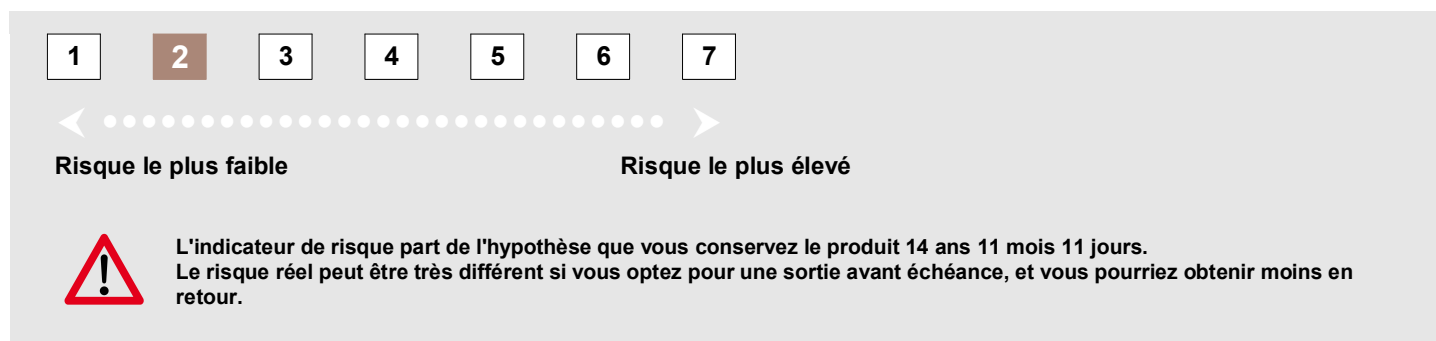 1 2 3 4 5 6 7
Risque le plus faible Risque le plus élevé
L'indicateur de risque part de l'hypothèse que vous conservez le produit 14 ans 11 mois 11 jours.
Le risque réel peut être très différent si vous optez pour une sortie avant échéance, et vous pourriez obtenir moins en
retour.